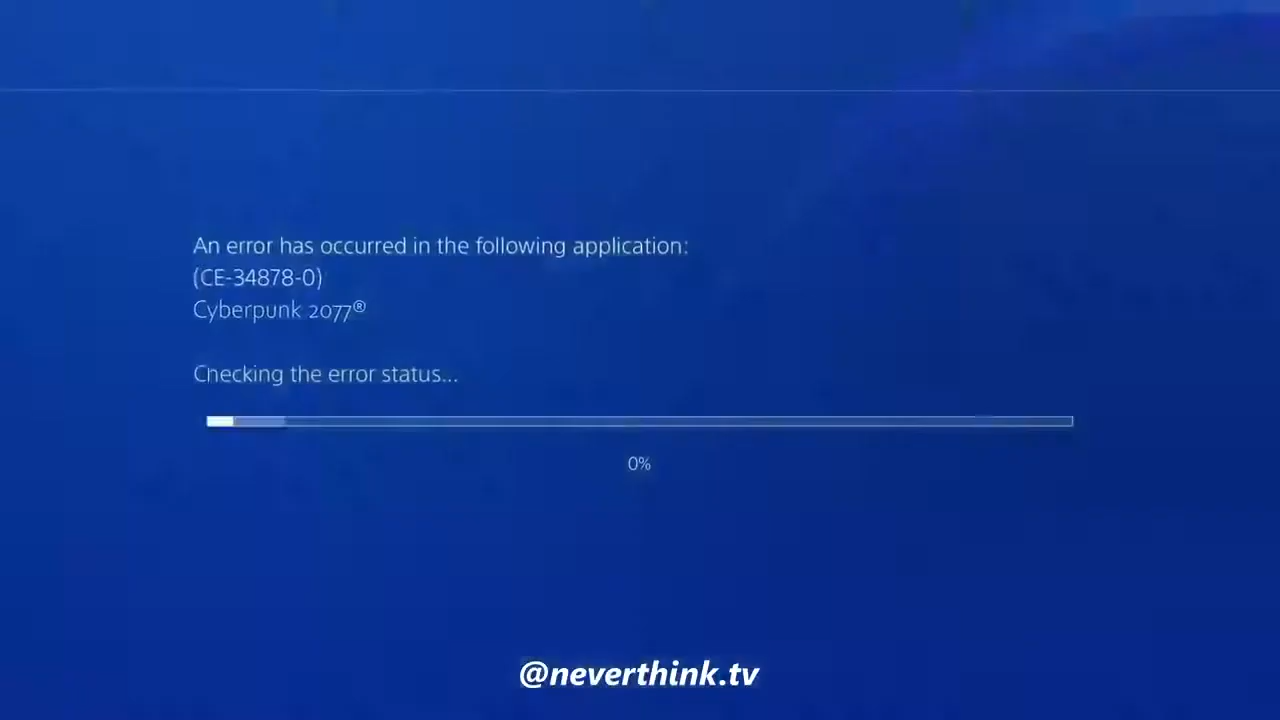 An error has occurred in the following application:
(CE-34878-0)
Cyberpunk 2077®
Checking the error status...
0%
@neverthink.tv